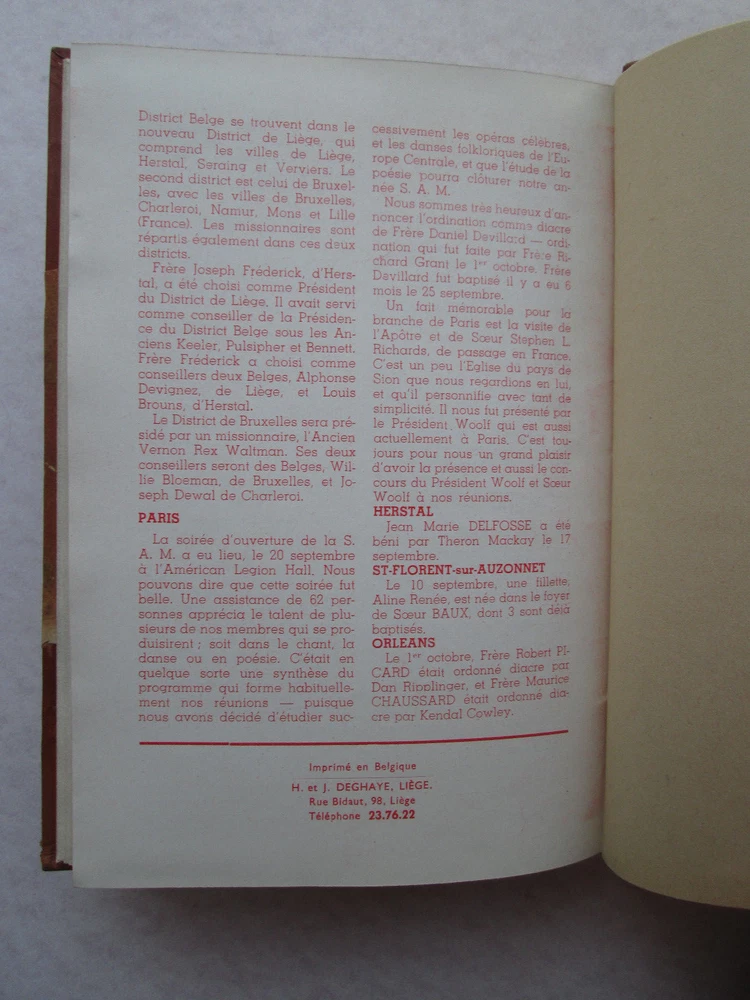 District Belge se trouvent dans le
nouveau District de Liège, qui
comprend les villes de Liège,
Herstal, Seraing et Verviers. Le
second district est celui de Bruxel-
les, avec les villes de Bruxelles,
Charleroi, Namur, Mons et Lille
(France). Les missionnaires sont
répartis également dans ces deux
districts.
Frère Joseph Fréderick, d'Hers-
tal, a été choisi comme Président
du District de Liège. Il avait servi
comme conseiller de la Présiden-
ce du District Belge sous les An-
ciens Keeler, Pulsipher et Bennett.
Frère Fréderick a choisi comme
conseillers deux Belges, Alphonse
Devignez, de Liège, et Louis
Brouns, d'Herstal.
Le District de Bruxelles sera pré-
sidé par un missionnaire, l'Ancien
Vernon Rex Waltman. Ses deux
conseillers seront des Belges, Wil-
lie Bloeman, de Bruxelles, et Jo-
seph Dewal de Charleroi.
PARIS
La soirée d'ouverture de la S.
A. M. a eu lieu, le 20 septembre
à l'Américan Legion Hall. Nous
pouvons dire que cette soirée fut
belle. Une assistance de 62 per-
sonnes apprécia le talent de plu-
sieurs de nos membres qui se pro-
duisirent ; soit dans le chant, la
danse ou en poésie. C'était en
quelque sorte une synthèse du
programme qui forme habituelle-
ment nos réunions — puisque
nous avons décidé d'étudier suc-
cessivement les opéras célèbres,
et les danses folkloriques de l'Eu-
rope Centrale, et que l'étude de la
poésie pourra clôturer notre an-
née S. A. M.
Nous sommes très heureux d'an-
noncer l'ordination comme diacre
de Frère Daniel Devillard — ordi-
nation qui fut faite par Frère Ri-
chard Grant le 1er octobre. Frère
Devillard fut baptisé il y a eu 6
mois le 25 septembre.
Un fait mémorable pour la
branche de Paris est la visite de
l'Apôtre et de Sœur Stephen L.
Richards, de passage en France.
C'est un peu l'Eglise du pays de
Sion que nous regardions en lui,
et qu'il personnifie avec tant de
simplicité. Il nous fut présenté par
le Président Woolf qui est aussi
actuellement à Paris. C'est tou-
jours pour nous un grand plaisir
d'avoir la présence et aussi le con-
cours du Président Woolf et Sœur
Woolf à nos réunions.
HERSTAL
Jean Marie DELFOSSE a été
béni par Theron Mackay le 17
septembre.
ST-FLORENT-sur-AUZONNET
Le 10 septembre, une fillette,
Aline Renée, est née dans le foyer
de Sœur BAUX, dont 3 sont déjà
baptisés.
ORLEANS
Le 1er octobre, Frère Robert PI-
CARD était ordonné diacre par
Dan Ripplinger, et Frère Maurice
CHAUSSARD était ordonné dia-
cre par Kendal Cowley.
Imprimé en Belgique
H. et J. DEGHAYE, LIÈGE.
Rue Bidaut, 98, Liège
Téléphone 23.76.22